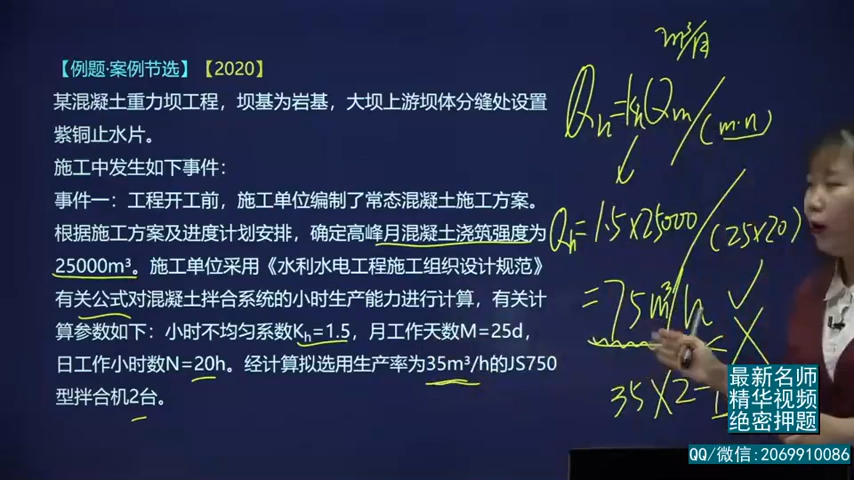 【例题·案例节选】【2020】
某混凝土重力坝工程，坝基为岩基，大坝上游坝体分缝处设置
紫铜止水片。
施工中发生如下事件：
事件一：工程开工前，施工单位编制了常态混凝土施工方案。
根据施工方案及进度计划安排，确定高峰月混凝土浇筑强度为
25000m³。施工单位采用《水利水电工程施工组织设计规范》
有关公式对混凝土拌合系统的小时生产能力进行计算，有关计
算参数如下：小时不均匀系数Kₕ=1.5，月工作天数M=25d，
日工作小时数N=20h。经计算拟选用生产率为35m³/h的JS750
型拌合机2台。
m³/月
Qₕ=KₕQₘ/(m·n)
Qₕ=1.5×25000/(25×20)
=75m³/h
35×2=
最新名师
精华视频
绝密押题
QQ/微信:2069910086